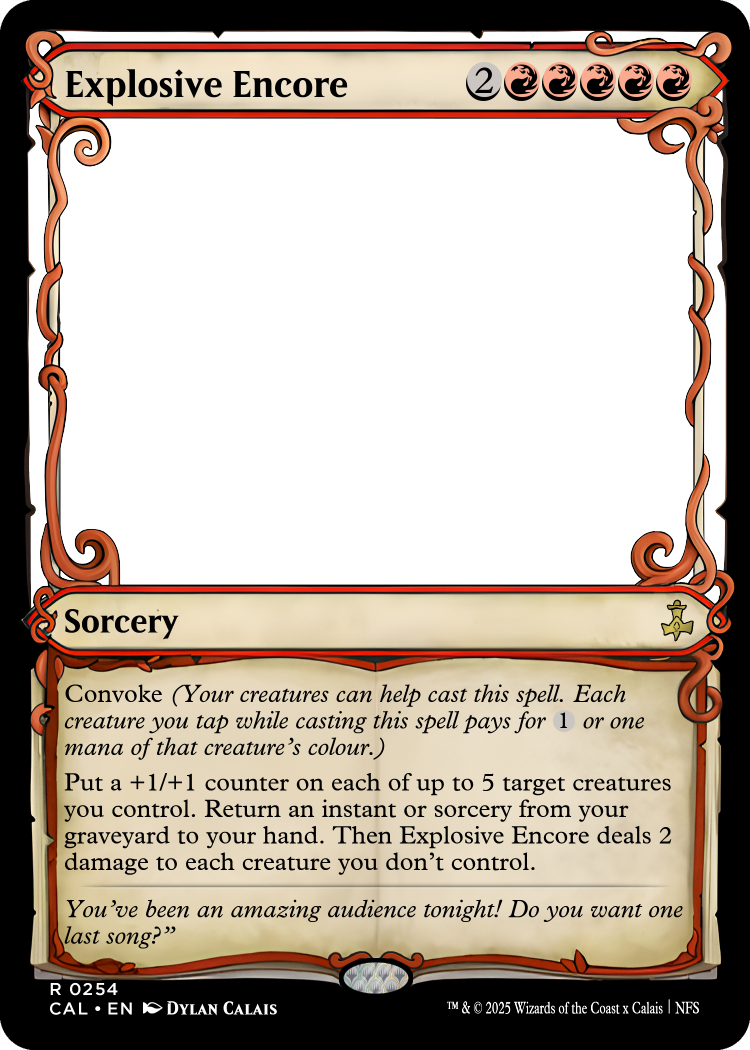 Explosive Encore 2
Sorcery
Convoke (Your creatures can help cast this spell. Each
creature you tap while casting this spell pays for 1 or one
mana of that creature's colour.)
Put a +1/+1 counter on each of up to 5 target creatures
you control. Return an instant or sorcery from your
graveyard to your hand. Then Explosive Encore deals 2
damage to each creature you don't control.
You've been an amazing audience tonight! Do you want one
last song?"
R 0254
CAL • EN DYLAN CALAIS
™ & © 2025 Wizards of the Coast x Calais | NFS